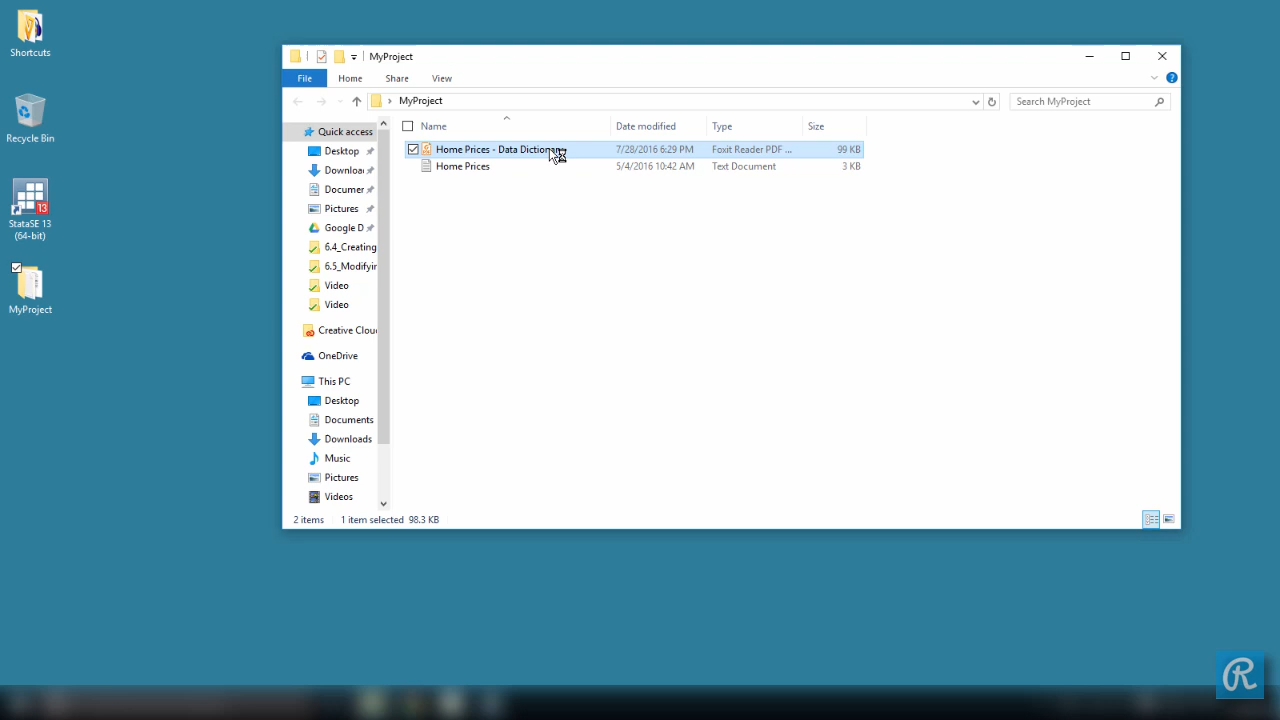 Shortcuts
Recycle Bin
StataSE 13
(64-bit)
MyProject
MyProject
File Home Share View
MyProject
Search MyProject
Name Date modified Type Size
Home Prices - Data Dictionary 7/28/2016 6:29 PM Foxit Reader PDF ... 99 KB
Home Prices 5/4/2016 10:42 AM Text Document 3 KB
Quick access
Desktop
Downloa
Documer
Pictures
Google D
6.4_Creating
6.5_Modifyin
Video
Video
Creative Clou
OneDrive
This PC
Desktop
Documents
Downloads
Music
Pictures
Videos
2 items 1 item selected 98.3 KB
R